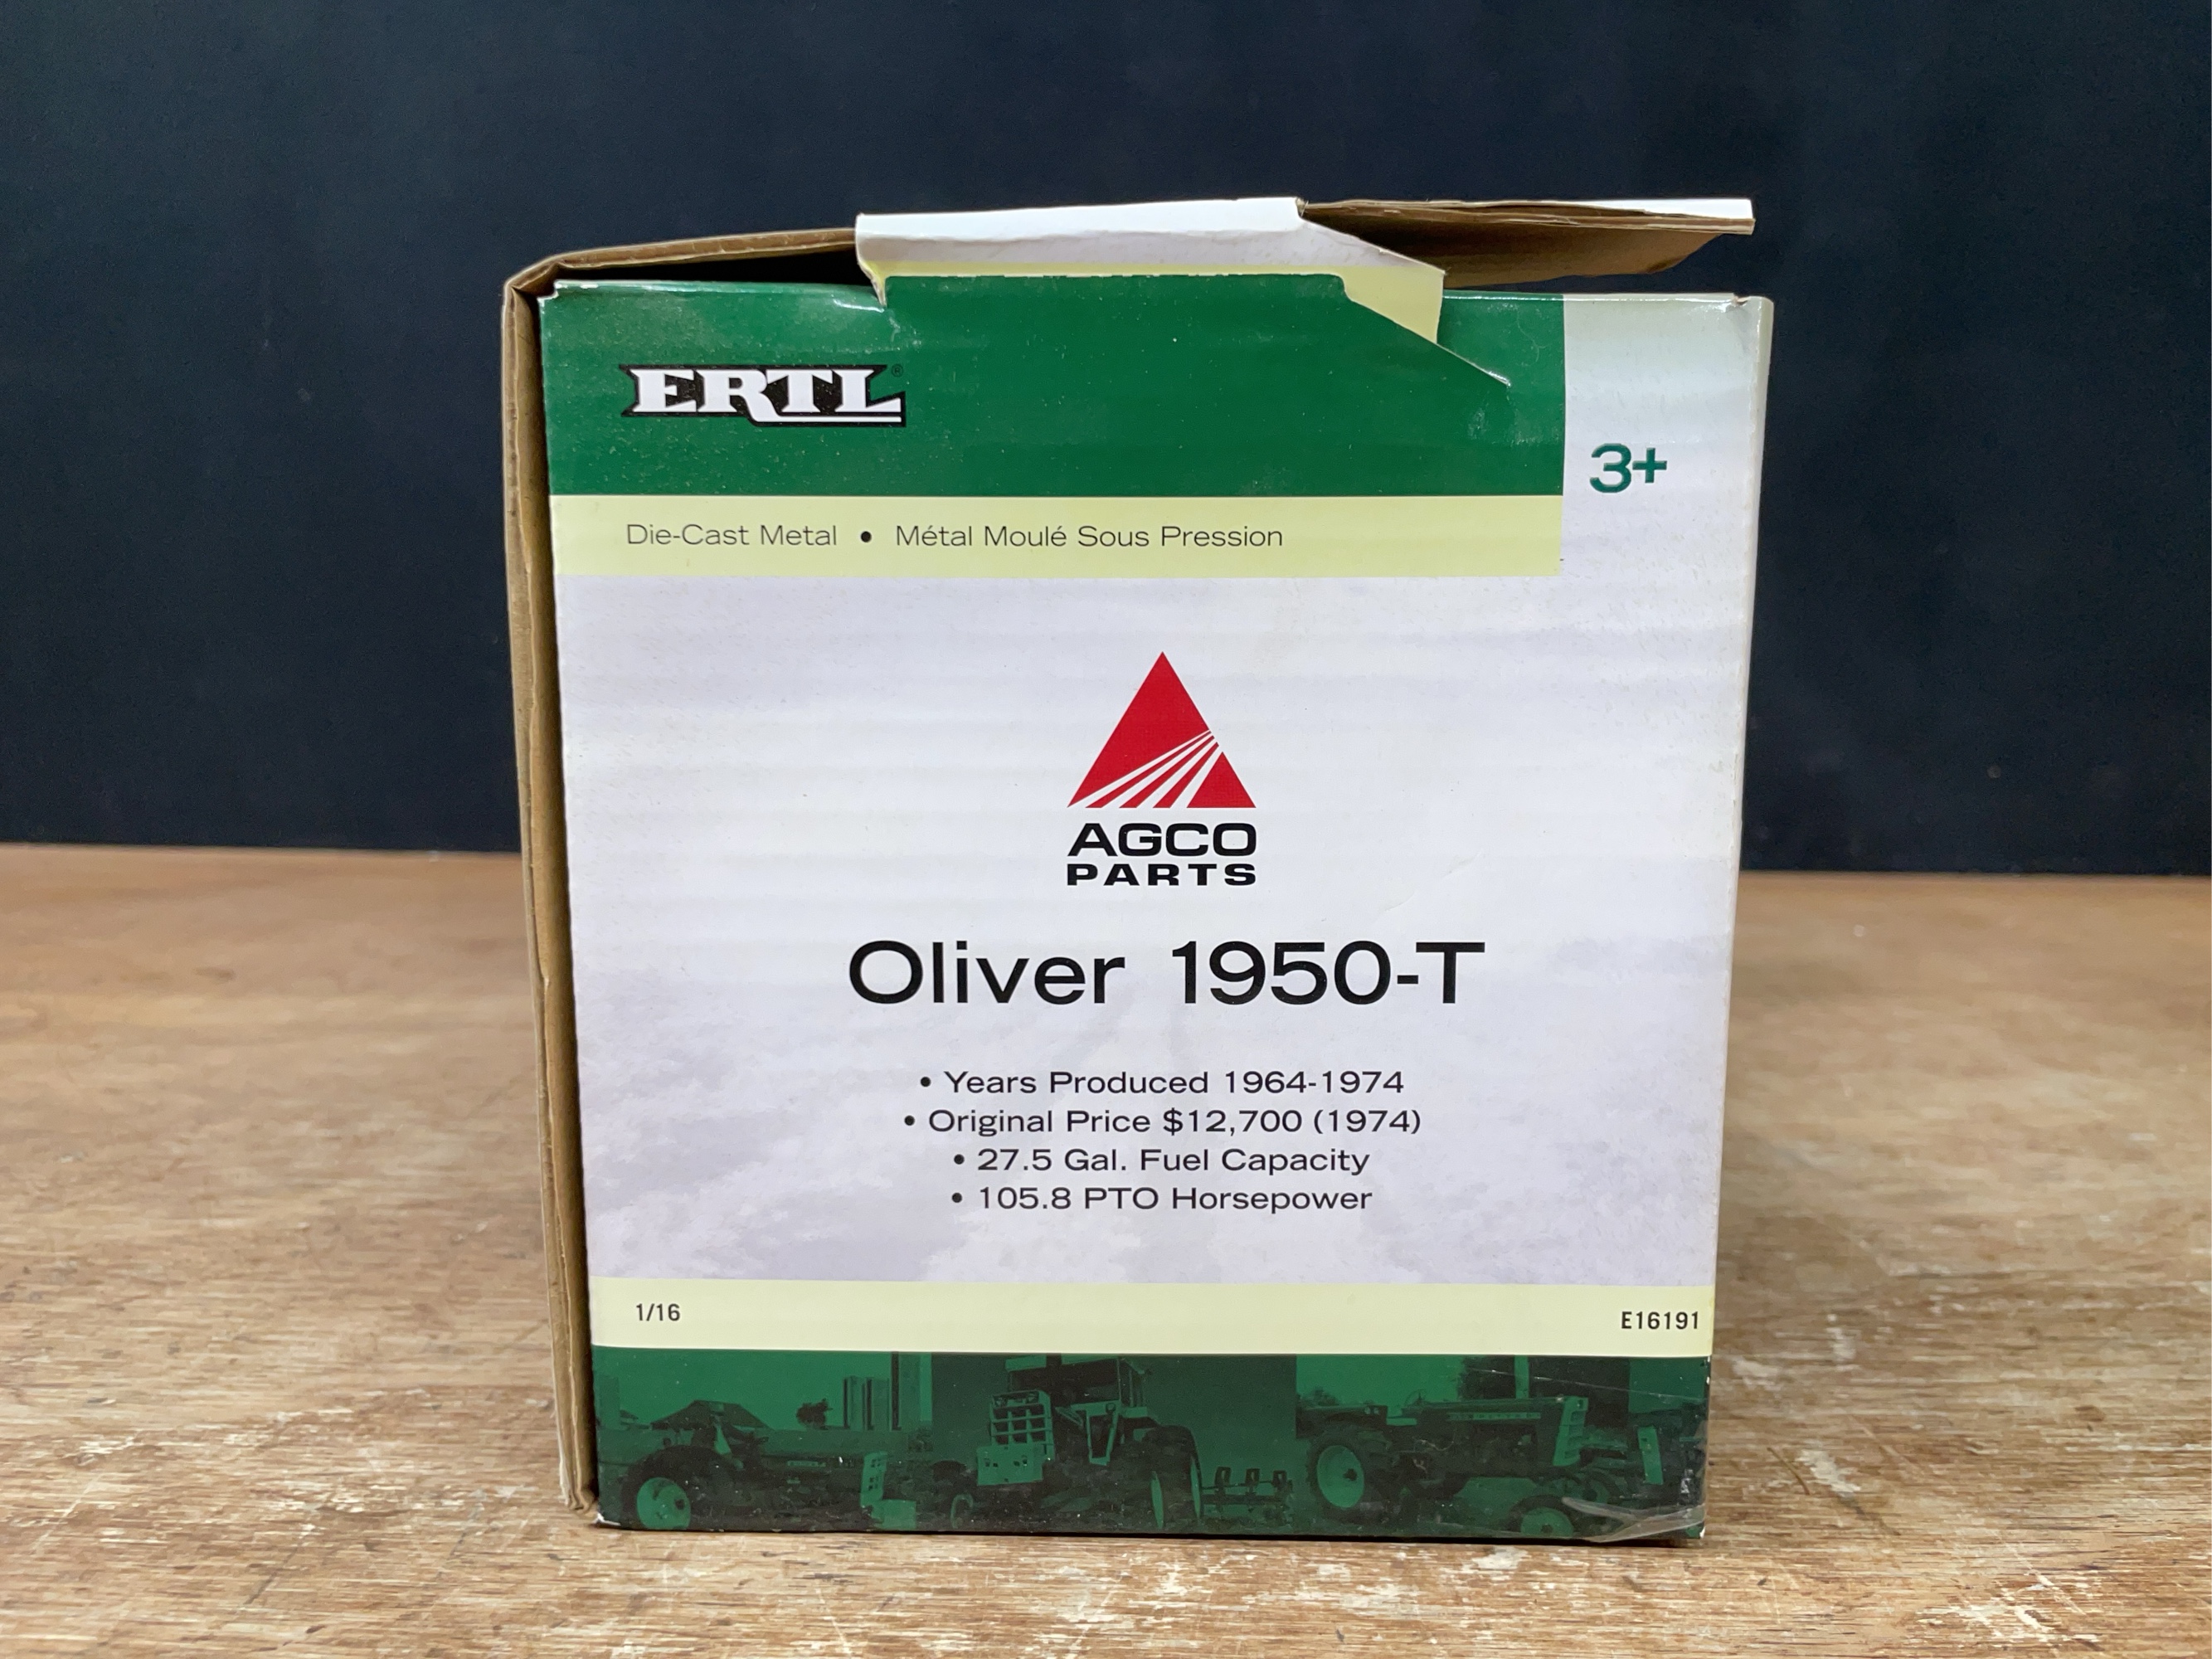 ERTL®
3+
Die-Cast Metal • Métal Moulé Sous Pression
AGCO
PARTS
Oliver 1950-T
• Years Produced 1964-1974
• Original Price $12,700 (1974)
• 27.5 Gal. Fuel Capacity
• 105.8 PTO Horsepower
1/16
E16191